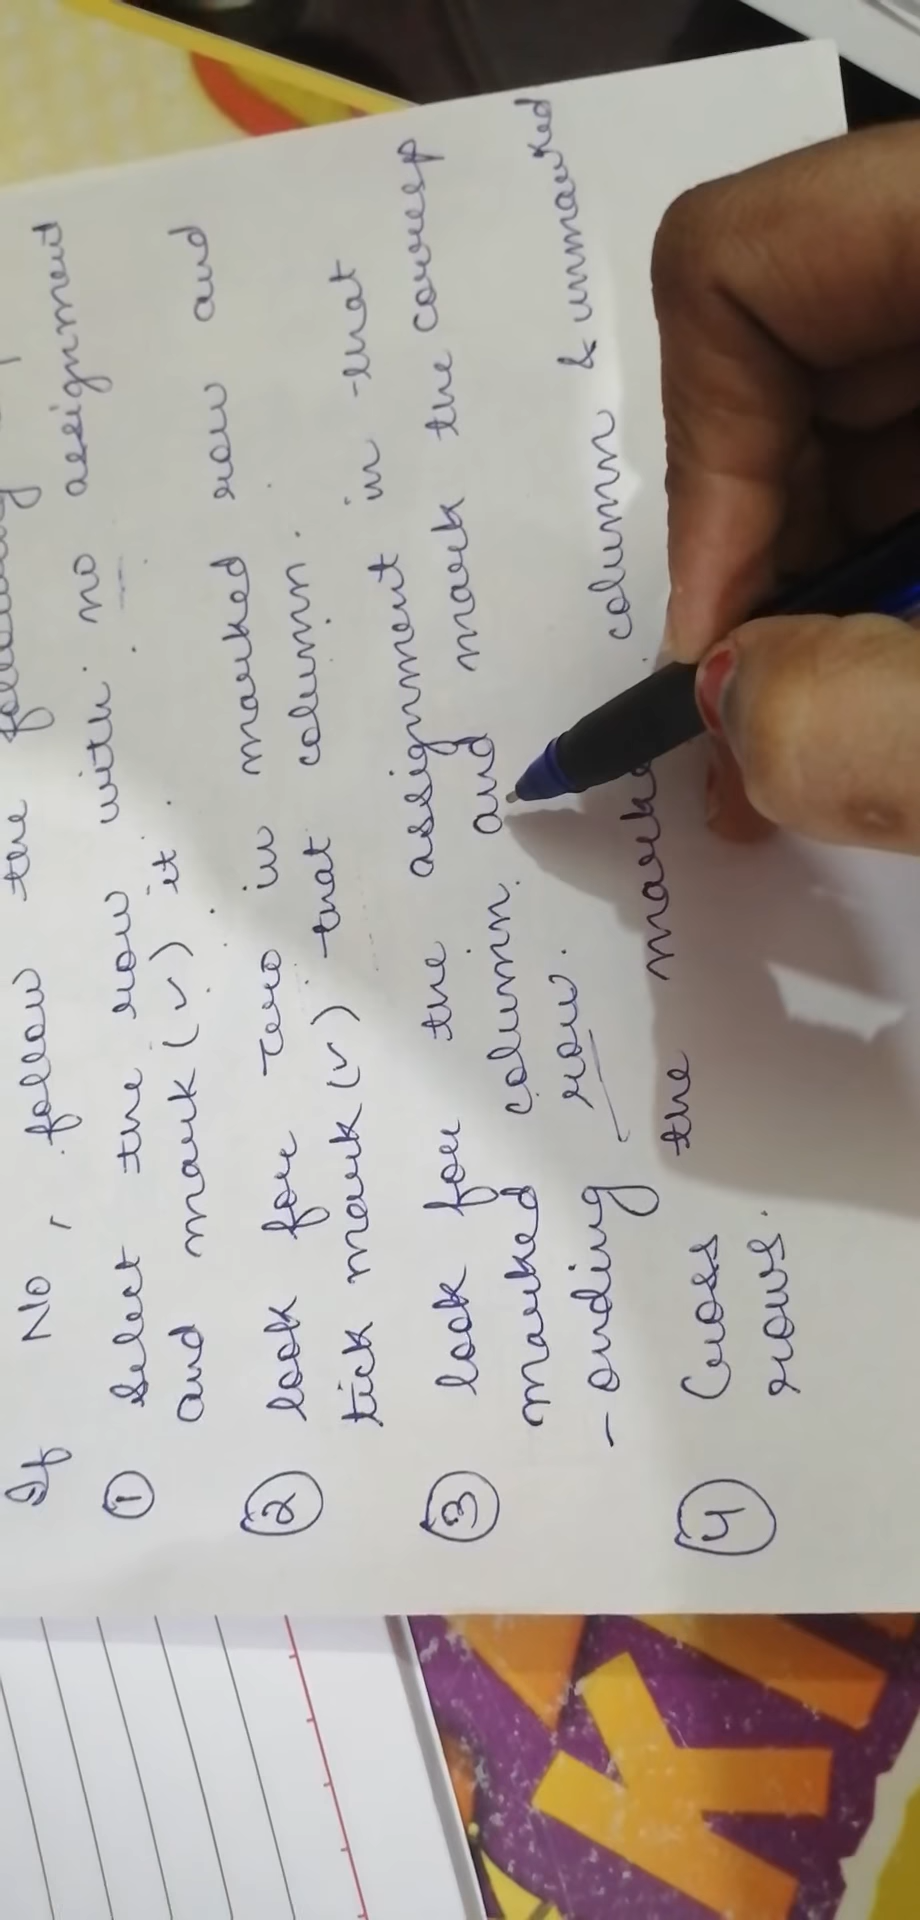 If No, follow the following
① Select the row with no assignment
and mark (✓) it.
② look for zero in marked row and
tick mark (✓) that column.
③ look for the assignment in that
marked column and mark the corresp
-onding row.
④ Cross the marked column & unmarked
rows.
K